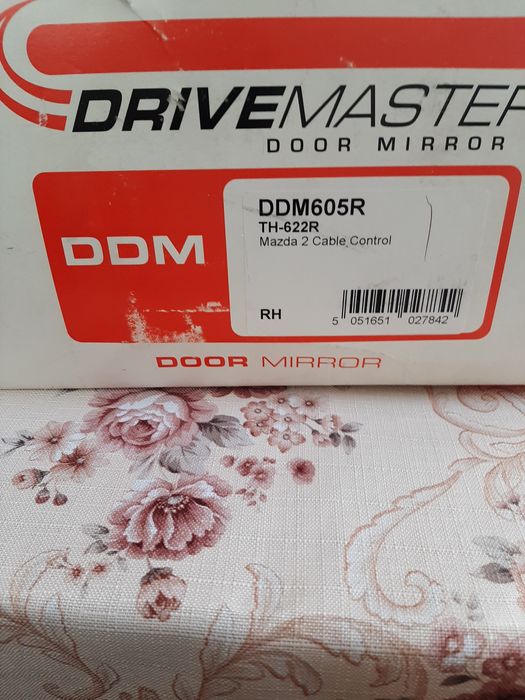 DRIVEMASTER
DOOR MIRROR
DDM
DDM605R
TH-622R
Mazda 2 Cable Control
RH
5 051651 027842
DOOR MIRROR